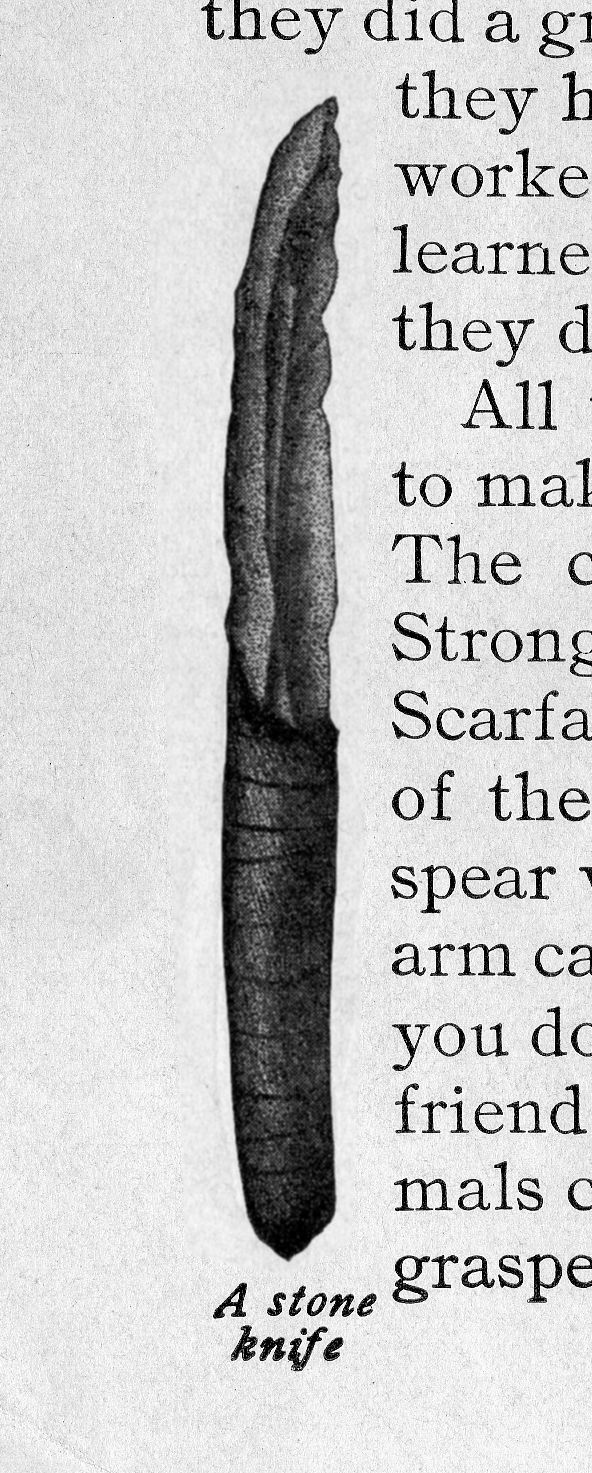 they did a gr
they h
worke
learne
they d
All
to mak
The c
Strong
Scarfa
of the
spear v
arm ca
you do
friend
mals c
graspe
A stone
knife